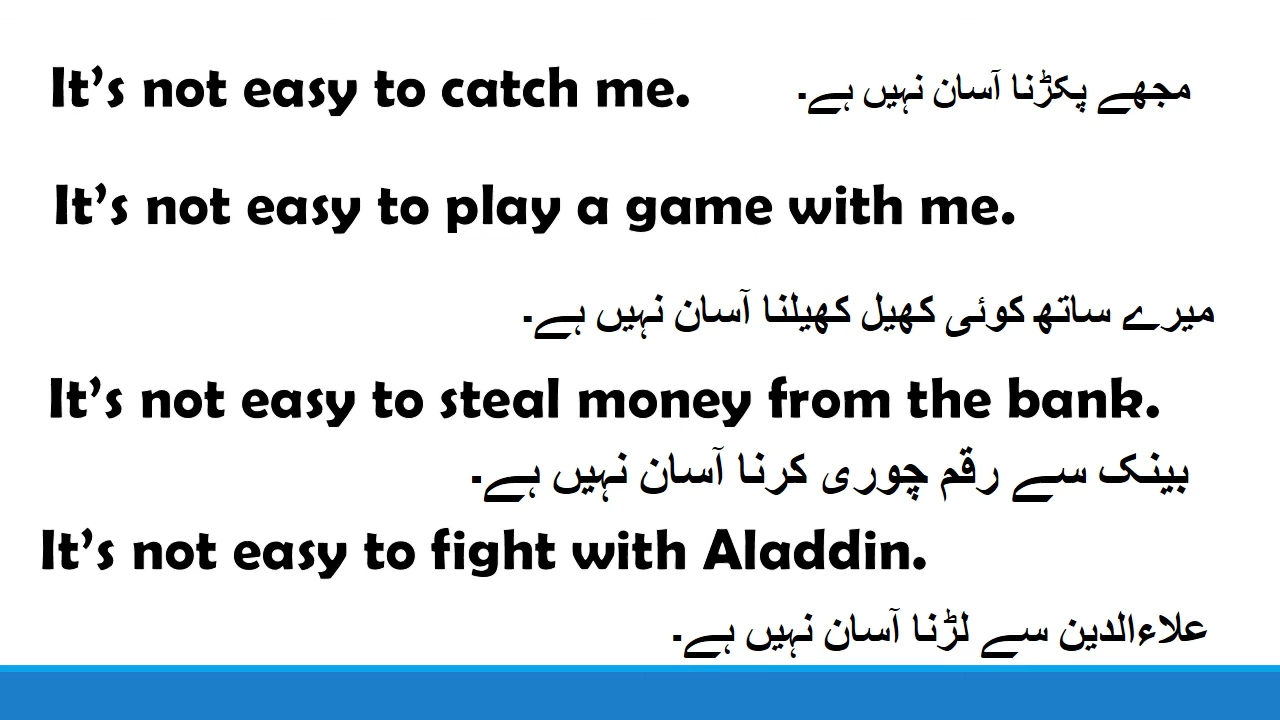 It’s not easy to catch me.
مجھے پکڑنا آسان نہیں ہے۔
It’s not easy to play a game with me.
میرے ساتھ کوئی کھیل کھیلنا آسان نہیں ہے۔
It’s not easy to steal money from the bank.
بینک سے رقم چوری کرنا آسان نہیں ہے۔
It’s not easy to fight with Aladdin.
علاءالدین سے لڑنا آسان نہیں ہے۔